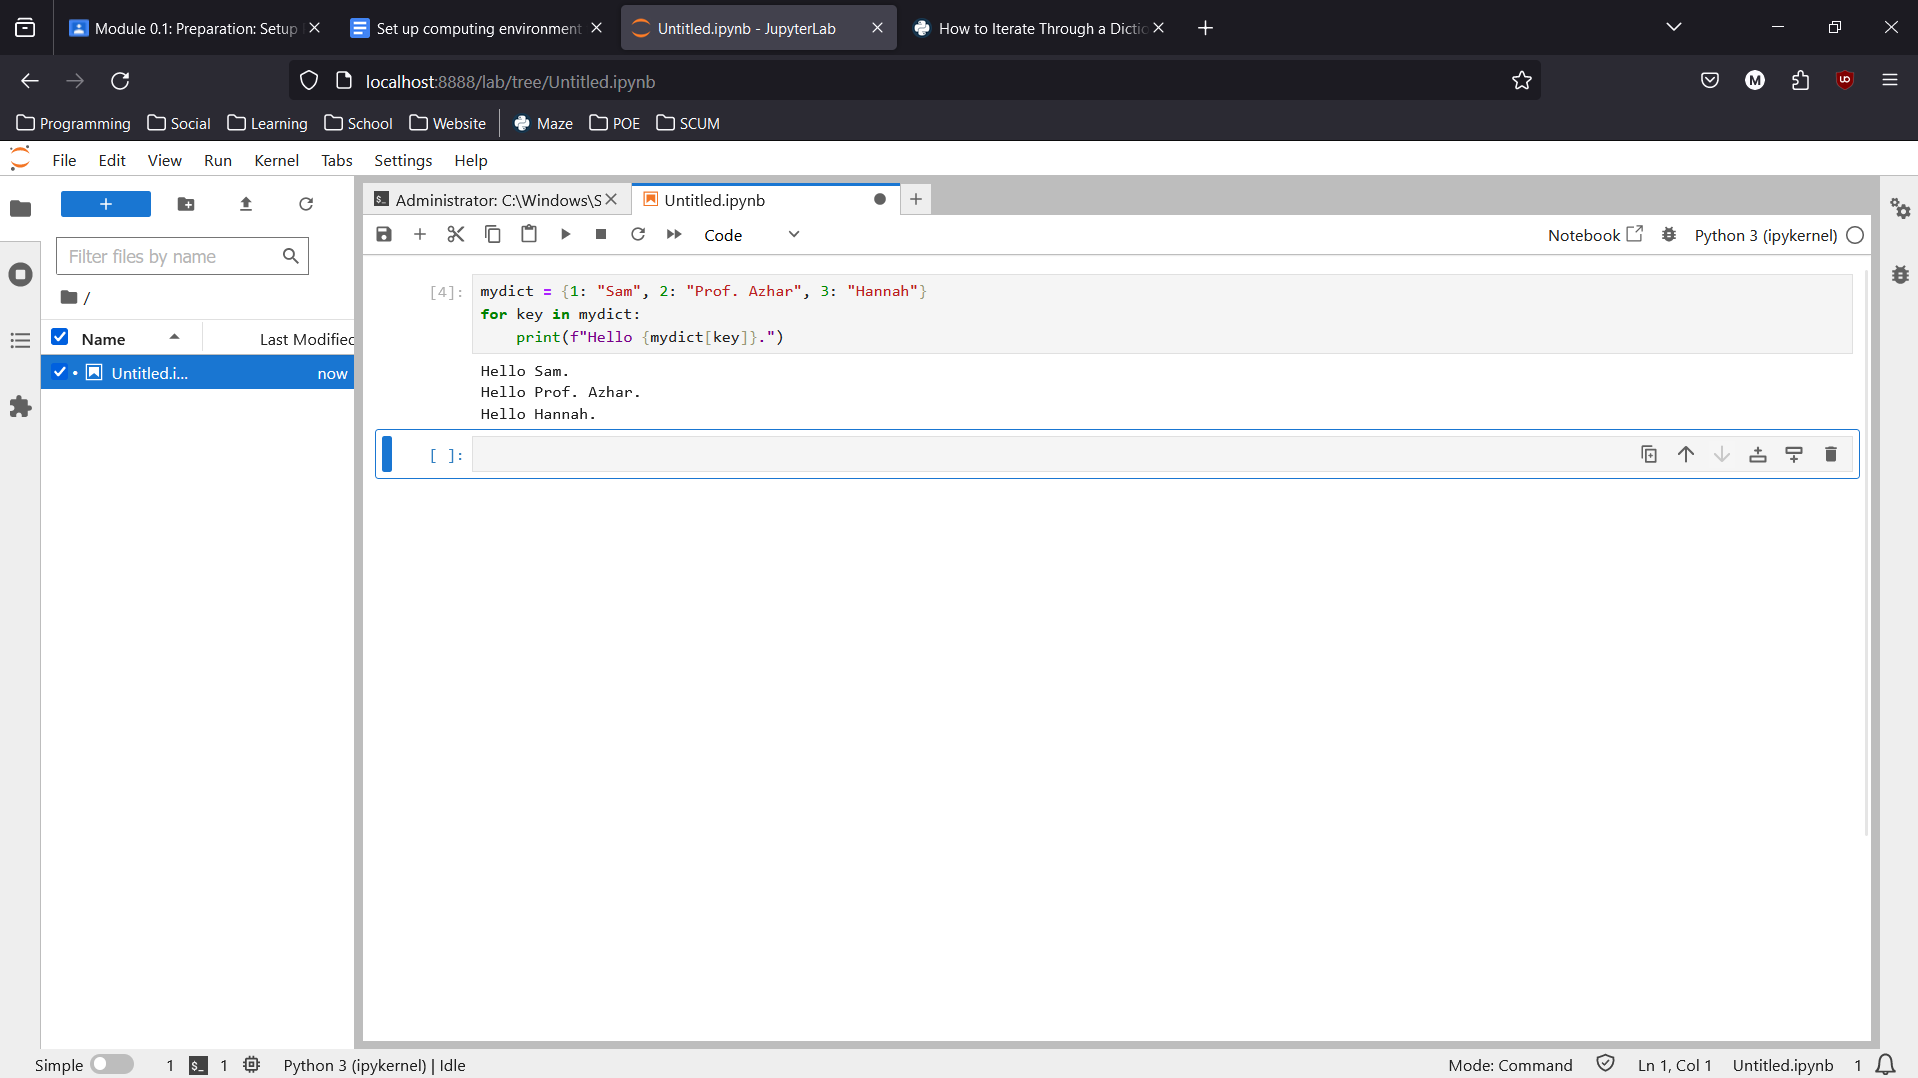 Module 0.1: Preparation: Setup
Set up computing environment
Untitled.ipynb - JupyterLab
How to Iterate Through a Dictio
localhost:8888/lab/tree/Untitled.ipynb
M
UO
Programming Social Learning School Website Maze POE SCUM
File Edit View Run Kernel Tabs Settings Help
Administrator: C:\Windows\S
Untitled.ipynb
Code
Notebook
Python 3 (ipykernel)
Filter files by name
/
Name
Last Modified
Untitled.i...
now
[4]:
mydict = {1: "Sam", 2: "Prof. Azhar", 3: "Hannah"}
for key in mydict:
    print(f"Hello {mydict[key]}.")
Hello Sam.
Hello Prof. Azhar.
Hello Hannah.
[ ]:
Simple
1
$_
1
Python 3 (ipykernel) | Idle
Mode: Command
Ln 1, Col 1
Untitled.ipynb
1